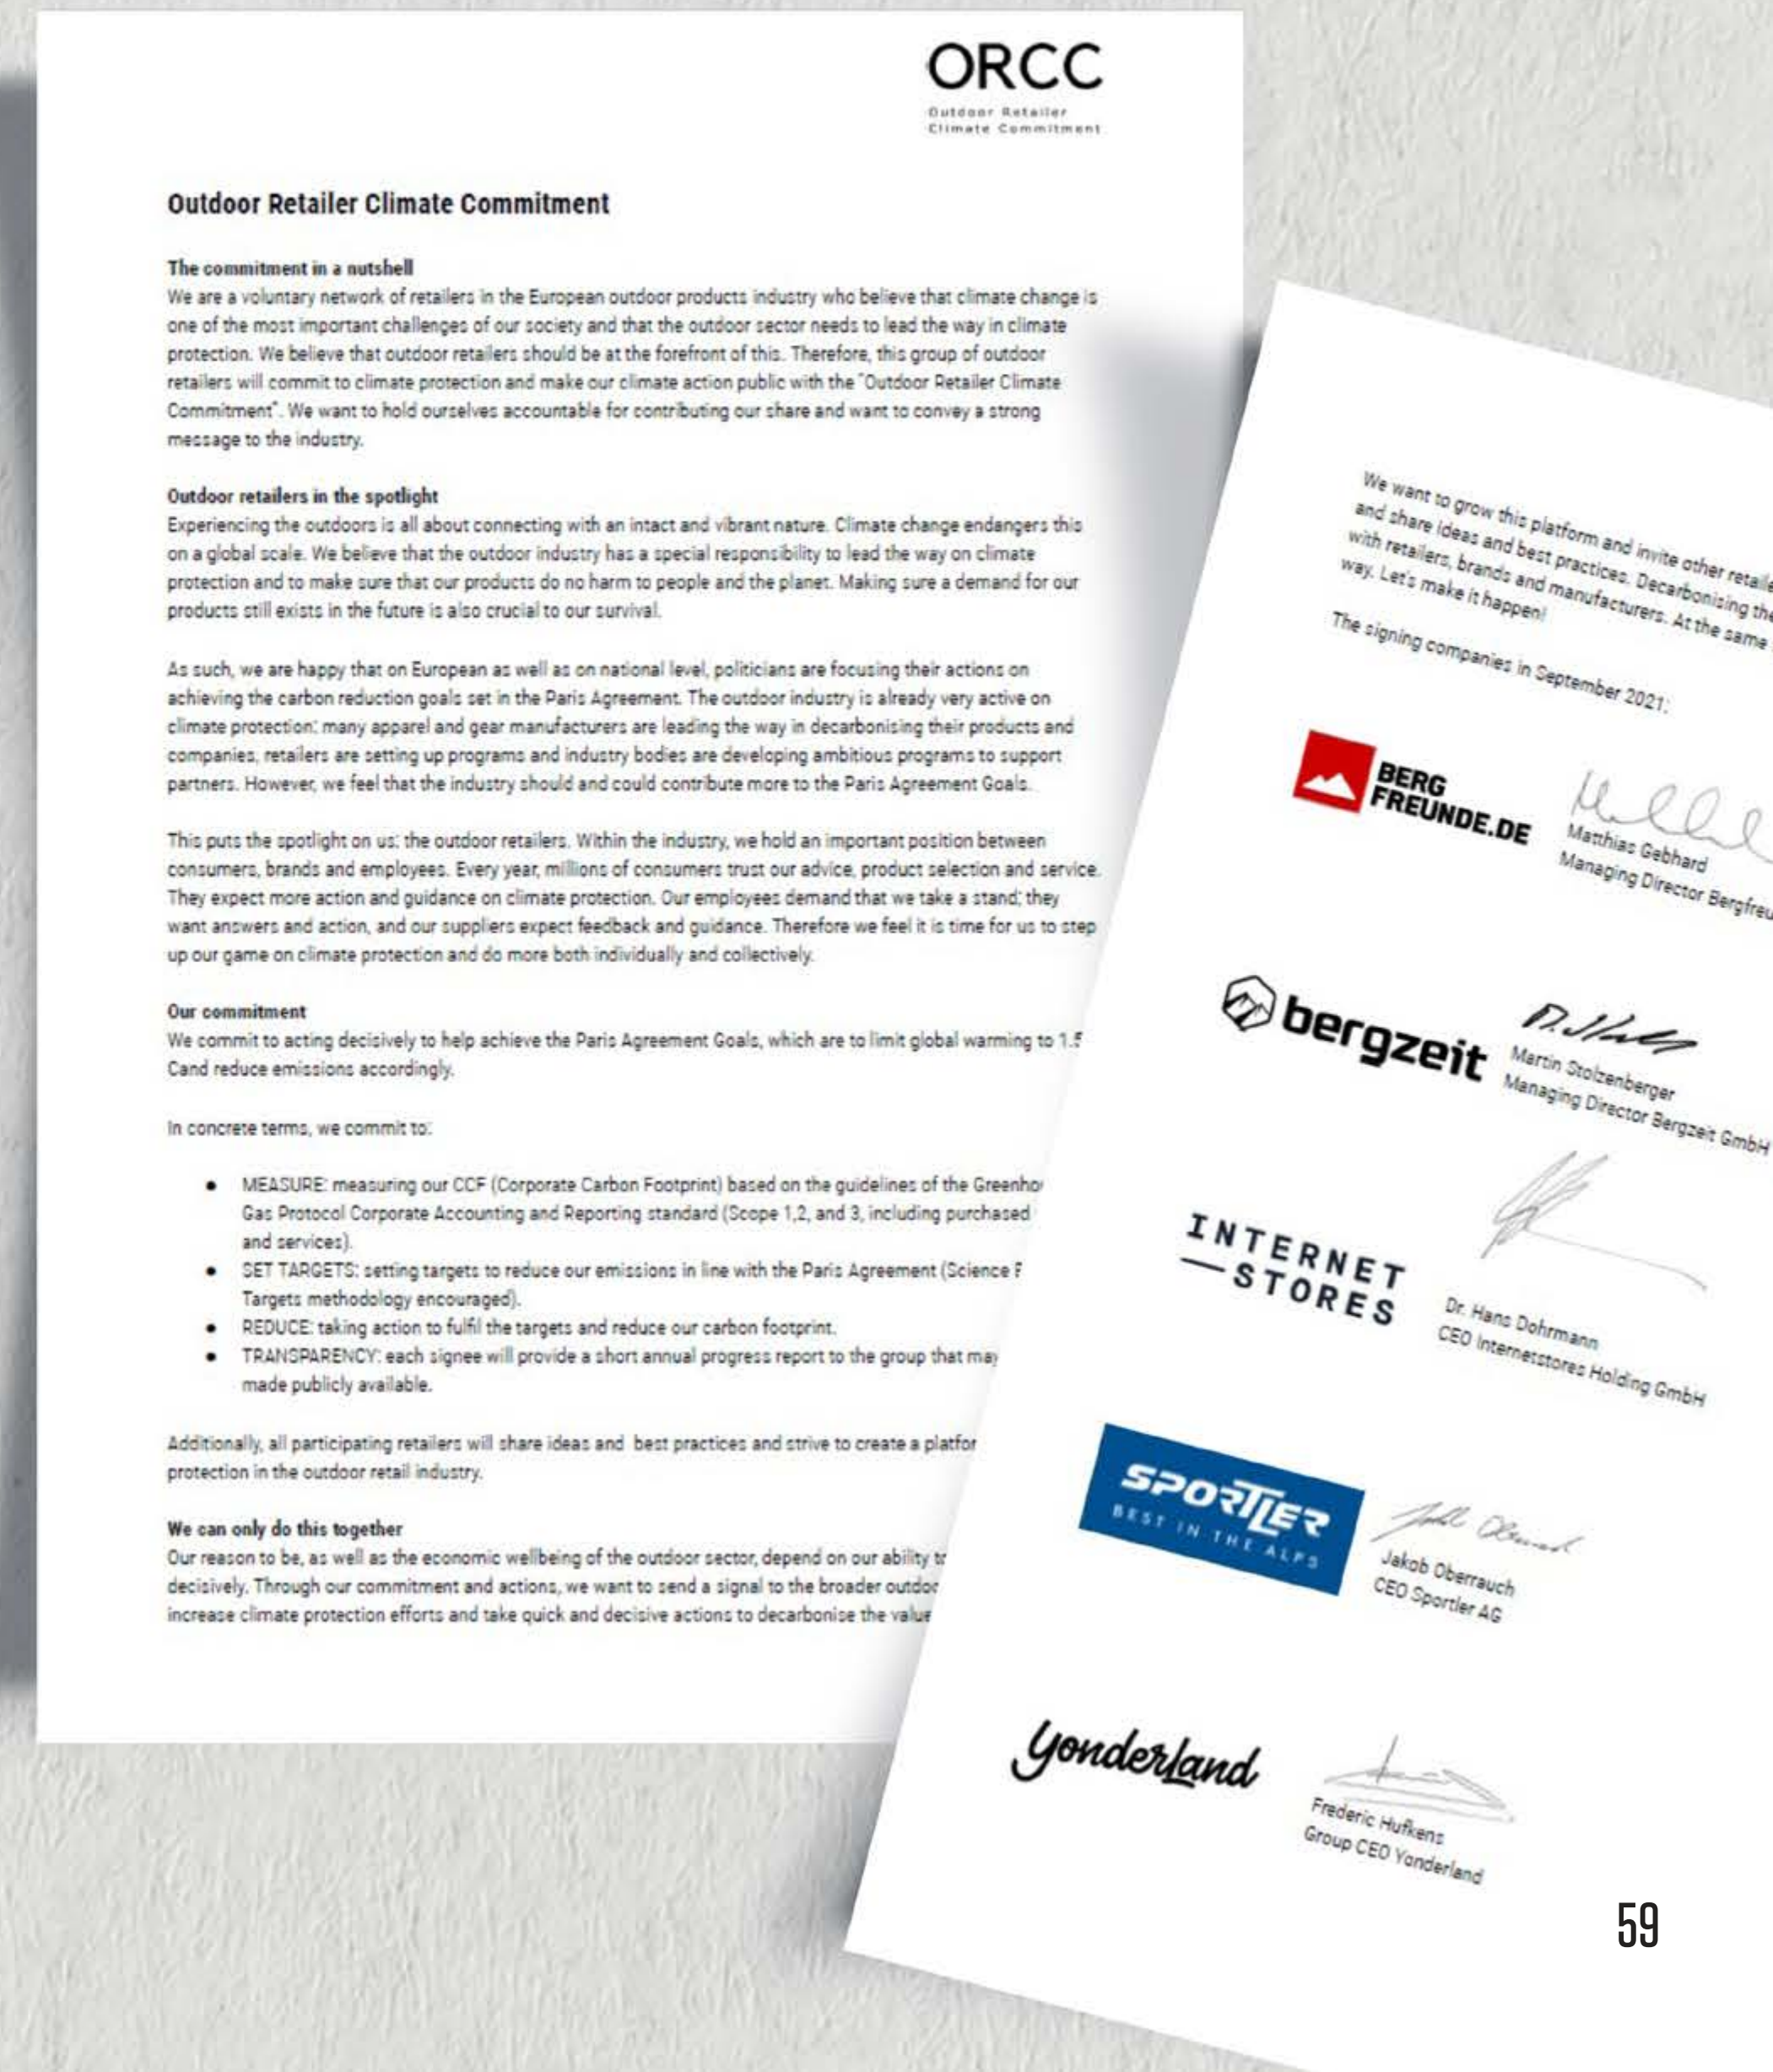 ORCC
Outdoor Retailer
Climate Commitment
Outdoor Retailer Climate Commitment
The commitment in a nutshell
We are a voluntary network of retailers in the European outdoor products industry who believe that climate change is
one of the most important challenges of our society and that the outdoor sector needs to lead the way in climate
protection. We believe that outdoor retailers should be at the forefront of this. Therefore, this group of outdoor
retailers will commit to climate protection and make our climate action public with the "Outdoor Retailer Climate
Commitment". We want to hold ourselves accountable for contributing our share and want to convey a strong
message to the industry.
Outdoor retailers in the spotlight
Experiencing the outdoors is all about connecting with an intact and vibrant nature. Climate change endangers this
on a global scale. We believe that the outdoor industry has a special responsibility to lead the way on climate
protection and to make sure that our products do no harm to people and the planet. Making sure a demand for our
products still exists in the future is also crucial to our survival.
As such, we are happy that on European as well as on national level, politicians are focusing their actions on
achieving the carbon reduction goals set in the Paris Agreement. The outdoor industry is already very active on
climate protection: many apparel and gear manufacturers are leading the way in decarbonising their products and
companies, retailers are setting up programs and industry bodies are developing ambitious programs to support
partners. However, we feel that the industry should and could contribute more to the Paris Agreement Goals.
This puts the spotlight on us: the outdoor retailers. Within the industry, we hold an important position between
consumers, brands and employees. Every year, millions of consumers trust our advice, product selection and service.
They expect more action and guidance on climate protection. Our employees demand that we take a stand; they
want answers and action, and our suppliers expect feedback and guidance. Therefore we feel it is time for us to step
up our game on climate protection and do more both individually and collectively.
Our commitment
We commit to acting decisively to help achieve the Paris Agreement Goals, which are to limit global warming to 1.5
Cand reduce emissions accordingly.
In concrete terms, we commit to:
● MEASURE: measuring our CCF (Corporate Carbon Footprint) based on the guidelines of the
Gas Protocol Corporate Accounting and Reporting standard (Scope 1,2, and 3, including purchased
and services).
● SET TARGETS: setting targets to reduce our emissions in line with the Paris Agreement (Science
Targets methodology encouraged).
● REDUCE: taking action to fulfil the targets and reduce our carbon footprint.
● TRANSPARENCY: each signee will provide a short annual progress report to the group that may
made publicly available.
Additionally, all participating retailers will share ideas and best practices and strive to create a
protection in the outdoor retail industry.
We can only do this together
Our reason to be, as well as the economic wellbeing of the outdoor sector, depend on our ability to
decisively. Through our commitment and actions, we want to send a signal to the broader
increase climate protection efforts and take quick and decisive actions to decarbonise the value
We want to grow this platform and invite other
and share ideas and best practices. Decarbonising the
with retailers, brands and manufacturers. At the same
way. Let's make it happen!
The signing companies in September 2021:
BERG
FREUNDE.DE
Matthias Gebhard
Managing Director
bergzeit
Martin Stolzenberger
Managing Director Bergzeit GmbH
INTERNET
STORES
Dr. Hans Dohrmann
CEO Internetstores Holding GmbH
SPORTLER
BEST IN THE ALPS
Jakob Oberrauch
CEO Sportler AG
yonderland
Frederic Hufkens
Group CEO Yonderland
59